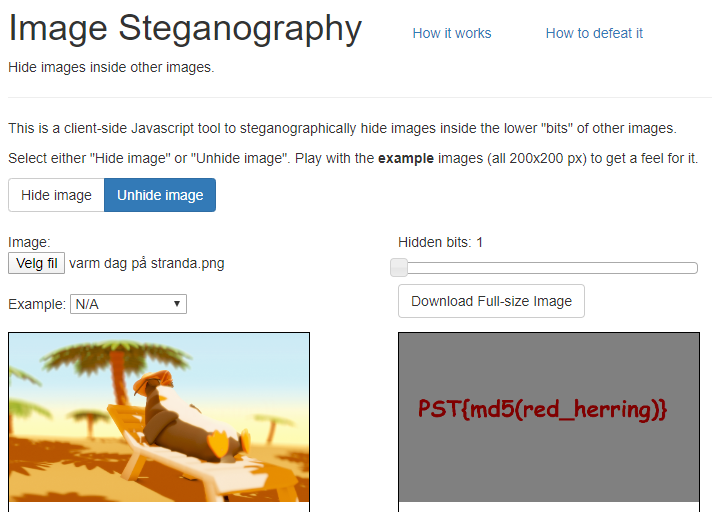 Image Steganography How it works How to defeat it
Hide images inside other images.
This is a client-side Javascript tool to steganographically hide images inside the lower "bits" of other images.
Select either "Hide image" or "Unhide image". Play with the example images (all 200x200 px) to get a feel for it.
Hide image Unhide image
Image:
Velg fil varm dag på stranda.png
Example: N/A
Hidden bits: 1
Download Full-size Image
PST{md5(red_herring)}